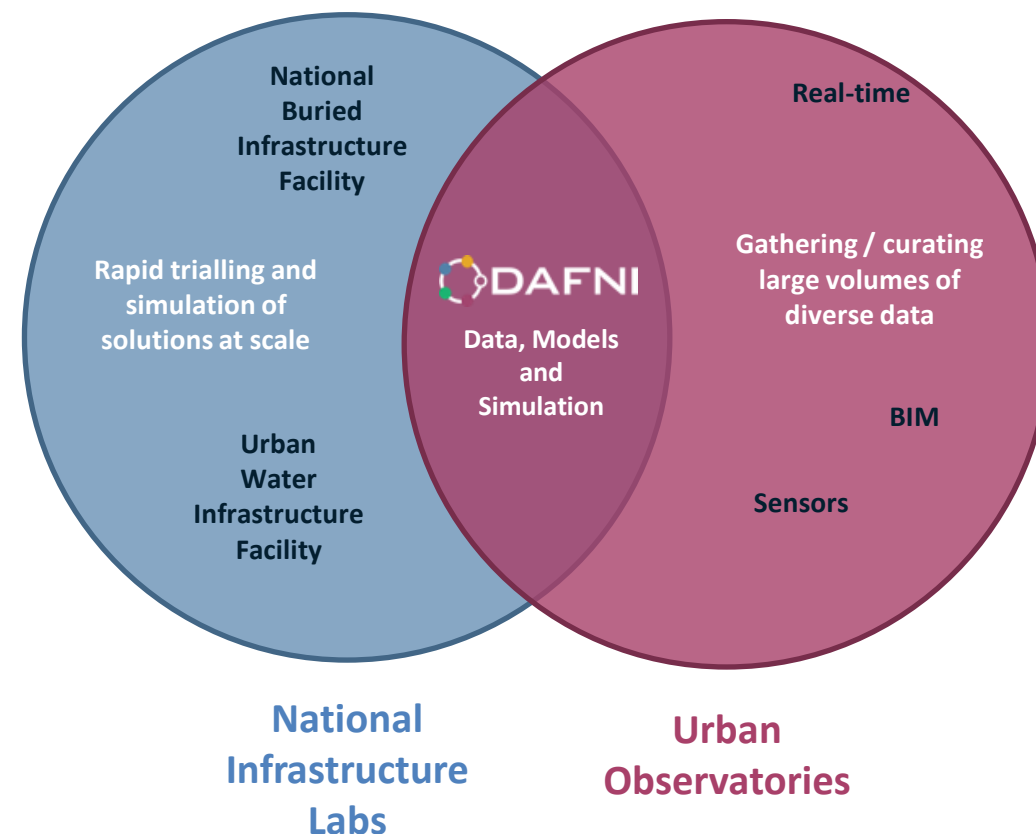 National
Buried
Infrastructure
Facility
Rapid trialling and
simulation of
solutions at scale
Urban
Water
Infrastructure
Facility
DAFNI
Data, Models
and
Simulation
Real-time
Gathering / curating
large volumes of
diverse data
BIM
Sensors
National
Infrastructure
Labs
Urban
Observatories